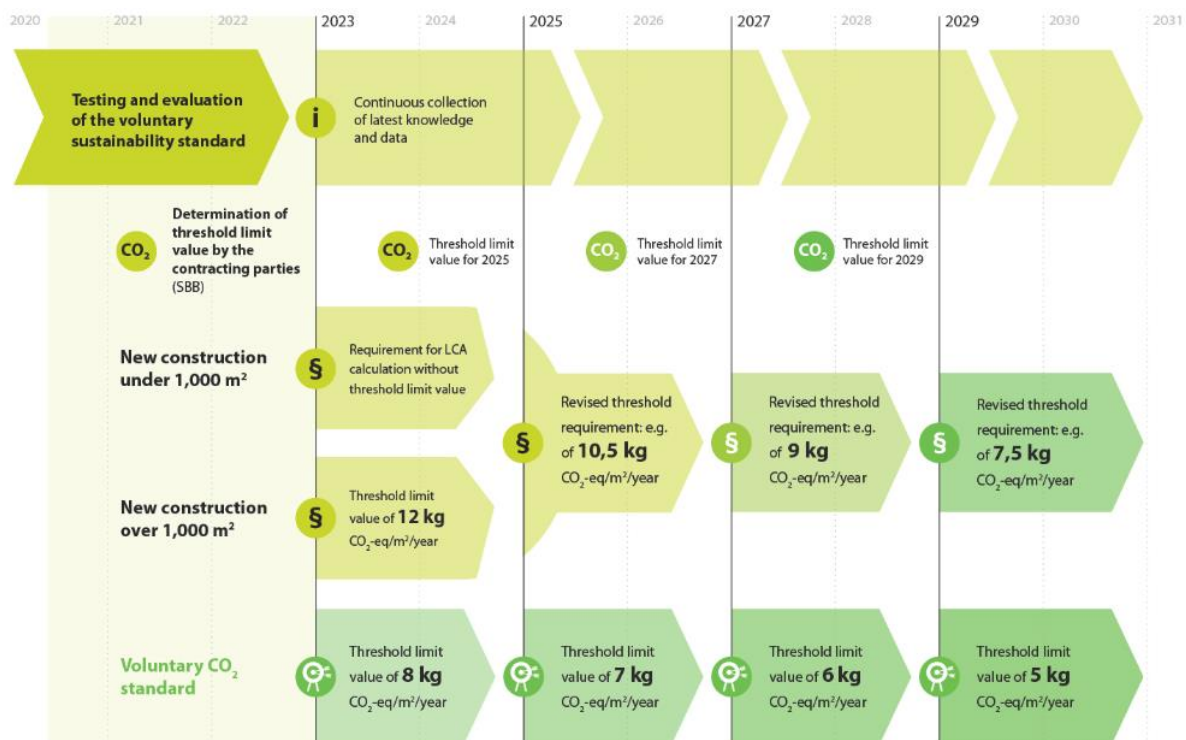 2020 2021 2022 2023 2024 2025 2026 2027 2028 2029 2030 2031
Testing and evaluation
of the voluntary
sustainability standard
i
Continuous collection
of latest knowledge
and data
CO₂
Determination of
threshold limit
value by the
contracting parties
(SBB)
CO₂
Threshold limit
value for 2025
CO₂
Threshold limit
value for 2027
CO₂
Threshold limit
value for 2029
New construction
under 1,000 m²
§
Requirement for LCA
calculation without
threshold limit value
New construction
over 1,000 m²
§
Threshold limit
value of 12 kg
CO₂-eq/m²/year
§
Revised threshold
requirement: e.g.
of 10,5 kg
CO₂-eq/m²/year
§
Revised threshold
requirement: e.g.
of 9 kg
CO₂-eq/m²/year
§
Revised threshold
requirement: e.g.
of 7,5 kg
CO₂-eq/m²/year
Voluntary CO₂
standard
Threshold limit
value of 8 kg
CO₂-eq/m²/year
Threshold limit
value of 7 kg
CO₂-eq/m²/year
Threshold limit
value of 6 kg
CO₂-eq/m²/year
Threshold limit
value of 5 kg
CO₂-eq/m²/year